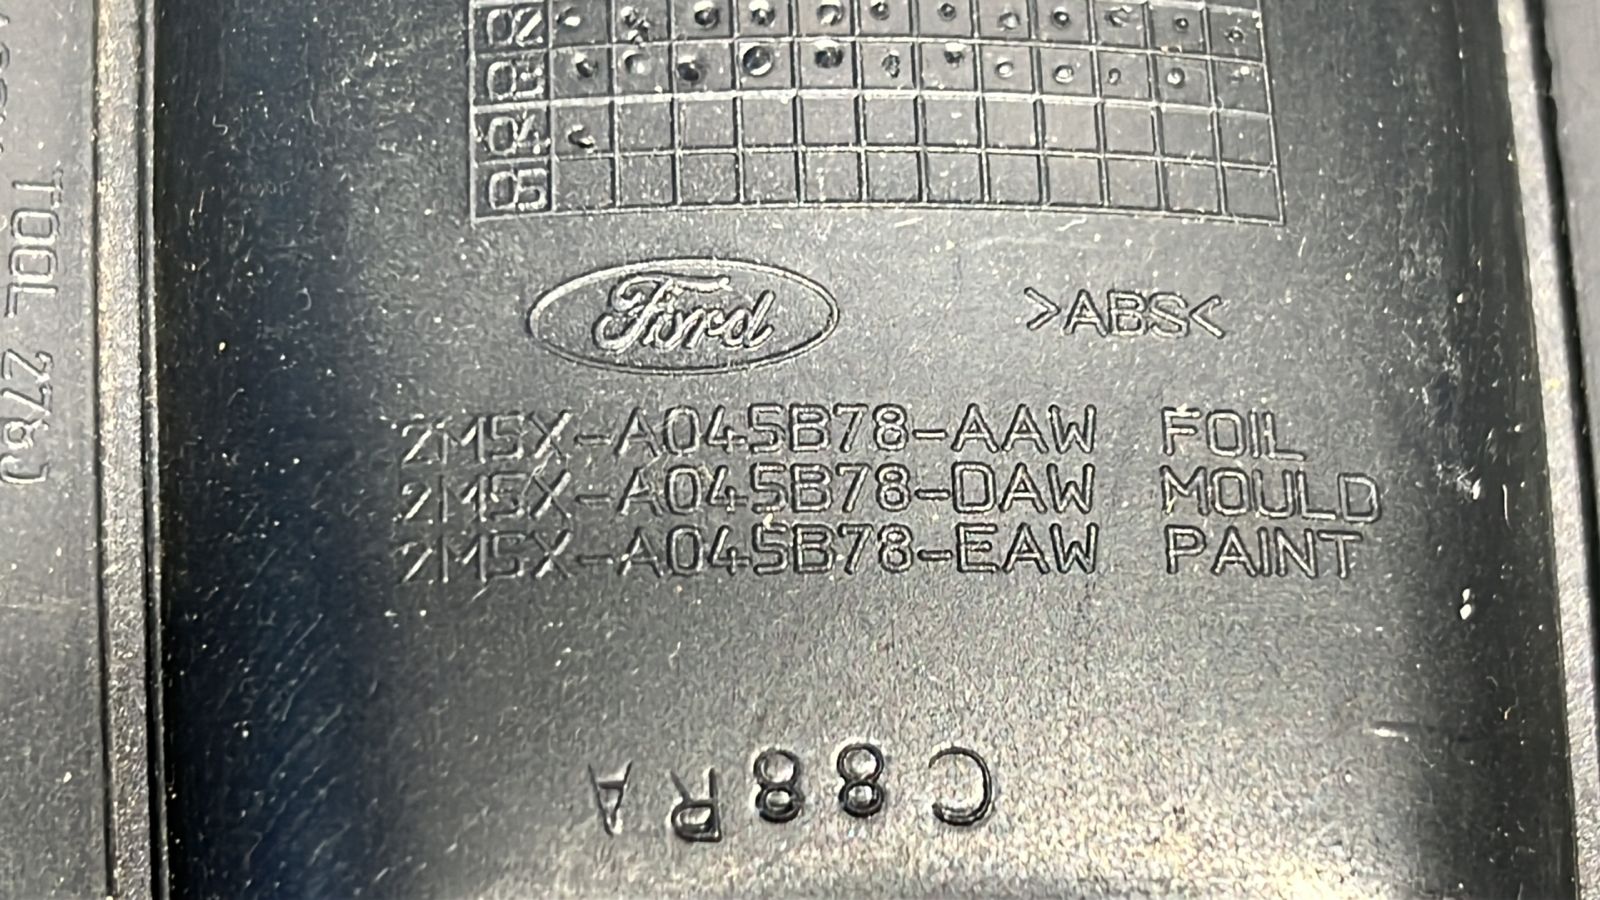 02
03
04
05
Ford
>ABS<
2M5X-A045B78-AAW FOIL
2M5X-A045B78-DAW MOULD
2M5X-A045B78-EAW PAINT
C88RA
TOOL 2776J